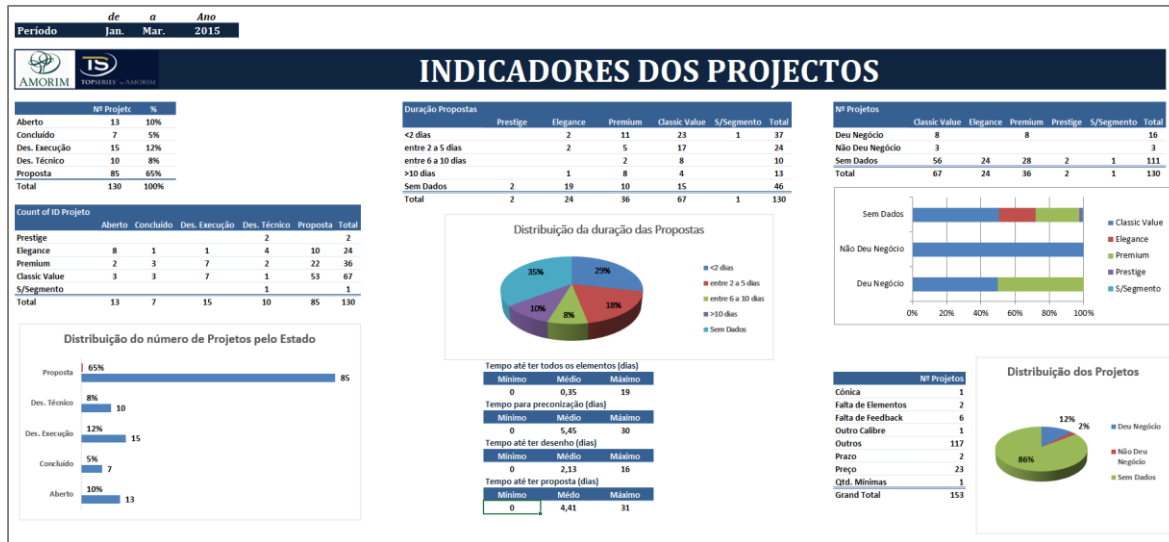 de a Ano
Período Jan. Mar. 2015
AMORIM
TS
TOPSERIES by AMORIM
INDICADORES DOS PROJECTOS
Nº Projetc %
Aberto 13 10%
Concluído 7 5%
Des. Execução 15 12%
Des. Técnico 10 8%
Proposta 85 65%
Total 130 100%
Count of ID Projeto
Aberto Concluído Des. Execução Des. Técnico Proposta Total
Prestige 2 2
Elegance 8 1 1 4 10 24
Premium 2 3 7 2 22 36
Classic Value 3 3 7 1 53 67
S/Segmento 1 1
Total 13 7 15 10 85 130
Distribuição do número de Projetos pelo Estado
Proposta 65% 85
Des. Técnico 8% 10
Des. Execução 12% 15
Concluído 5% 7
Aberto 10% 13
Duração Propostas
Prestige Elegance Premium Classic Value S/Segmento Total
<2 dias 2 11 23 1 37
entre 2 a 5 dias 2 5 17 24
entre 6 a 10 dias 2 8 10
>10 dias 1 8 4 13
Sem Dados 2 19 10 15 46
Total 2 24 36 67 1 130
Distribuição da duração das Propostas
35% 29% 18% 8% 10%
<2 dias
entre 2 a 5 dias
entre 6 a 10 dias
>10 dias
Sem Dados
Tempo até ter todos os elementos (dias)
Mínimo Médio Máximo
0 0,35 19
Tempo para preconização (dias)
Mínimo Médio Máximo
0 5,45 30
Tempo até ter desenho (dias)
Mínimo Médio Máximo
0 2,13 16
Tempo até ter proposta (dias)
Mínimo Médo Máximo
0 4,41 31
Nº Projetos
Classic Value Elegance Premium Prestige S/Segmento Total
Deu Negócio 8 8 16
Não Deu Negócio 3 3
Sem Dados 56 24 28 2 1 111
Total 67 24 36 2 1 130
Sem Dados
Não Deu Negócio
Deu Negócio
0% 20% 40% 60% 80% 100%
Classic Value
Elegance
Premium
Prestige
S/Segmento
Nº Projetos
Cónica 1
Falta de Elementos 2
Falta de Feedback 6
Outro Calibre 1
Outros 117
Prazo 2
Preço 23
Qtd. Mínimas 1
Grand Total 153
Distribuição dos Projetos
12% 2% 86%
Deu Negócio
Não Deu
Negócio
Sem Dados